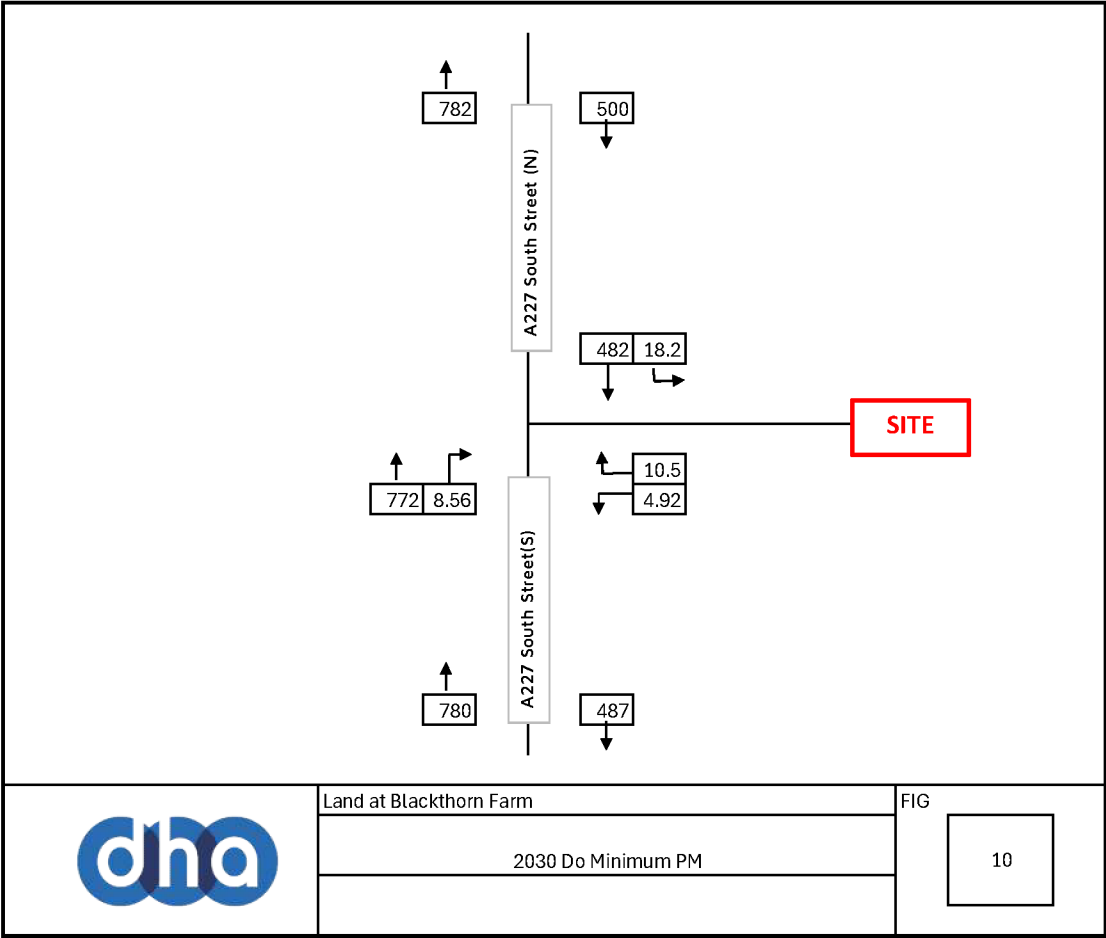 782
500
A227 South Street (N)
482 18.2
SITE
772 8.56
10.5
4.92
A227 South Street(S)
780
487
dha
Land at Blackthorn Farm
2030 Do Minimum PM
FIG
10